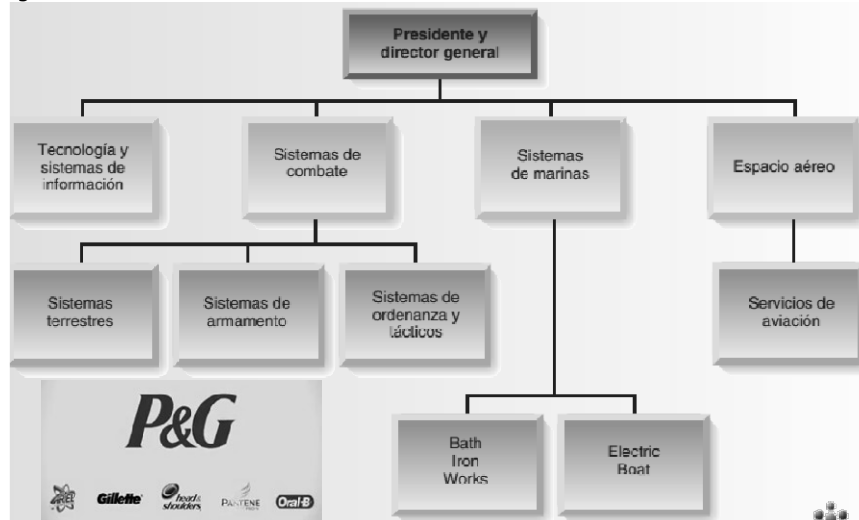 Presidente y
director general
Tecnología y
sistemas de
información
Sistemas de
combate
Sistemas
de marinas
Espacio aéreo
Sistemas
terrestres
Sistemas de
armamento
Sistemas de
ordenanza y
tácticos
Servicios de
aviación
Bath
Iron
Works
Electric
Boat
P&G
ARIEL
Gillette
head &
shoulders
PANTENE
Oral-B